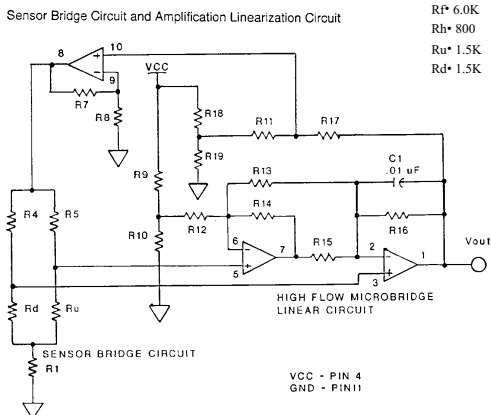 Sensor Bridge Circuit and Amplification Linearization Circuit
Rf• 6.0K
Rh• 800
Ru• 1.5K
Rd• 1.5K
8
10
+
-
9
VCC
R7
R8
R18
R11
R17
R19
R9
R13
C1
.01 uF
R14
R4
R5
R10
R12
R16
6
-
7
R15
2
-
1
Vout
5
+
3
+
HIGH FLOW MICROBRIDGE
LINEAR CIRCUIT
Rd
Ru
SENSOR BRIDGE CIRCUIT
R1
VCC - PIN 4
GND - PIN11